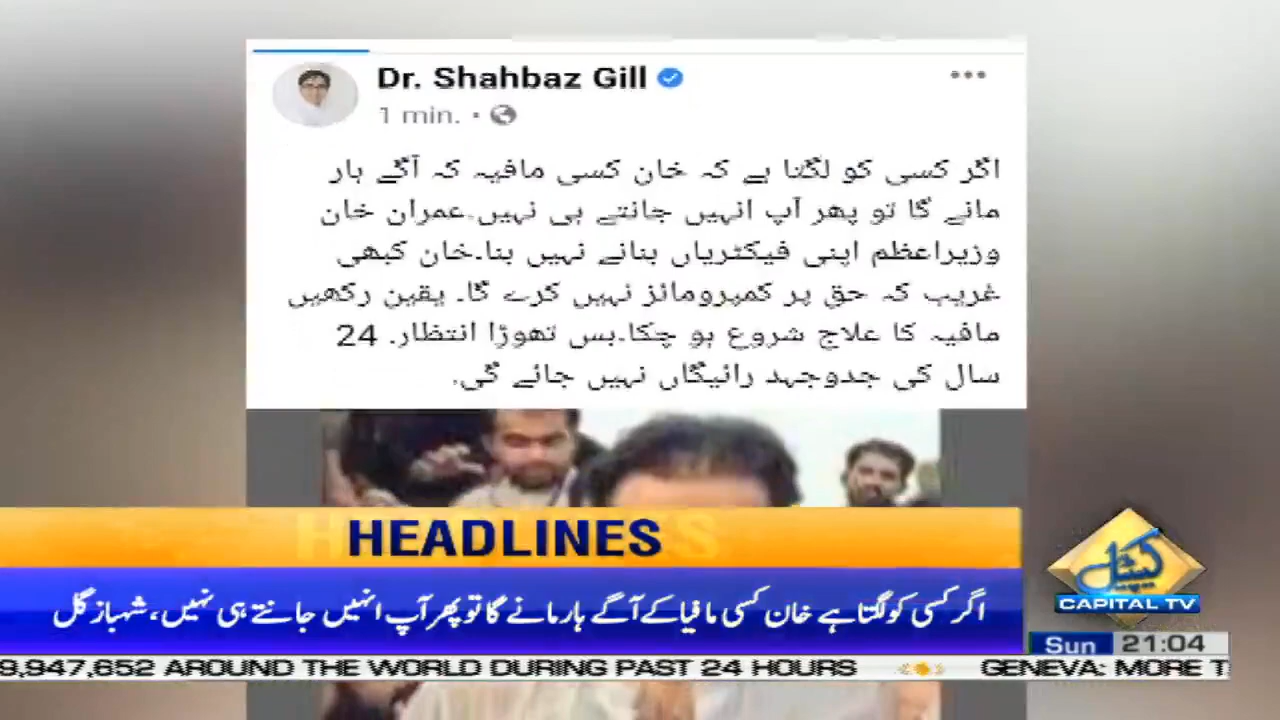 Dr. Shahbaz Gill
1 min.
اگر کسی کو لگتا ہے کہ خان کسی مافیہ کہ آگے ہار
مانے گا تو پھر آپ انہیں جانتے ہی نہیں۔عمران خان
وزیراعظم اپنی فیکٹریاں بنانے نہیں بنا۔خان کبھی
غریب کہ حق پر کمپرومائز نہیں کرے گا۔ یقین رکھیں
مافیہ کا علاج شروع ہو چکا۔بس تھوڑا انتظار۔ 24
سال کی جدوجہد رائیگاں نہیں جائے گی۔
HEADLINES
اگر کسی کو لگتا ہے خان کسی مافیا کے آگے ہار مانے گا تو پھر آپ انہیں جانتے ہی نہیں، شہباز گل
کیپیٹل
CAPITAL TV
Sun 21:04
9,947,652 AROUND THE WORLD DURING PAST 24 HOURS GENEVA: MORE T